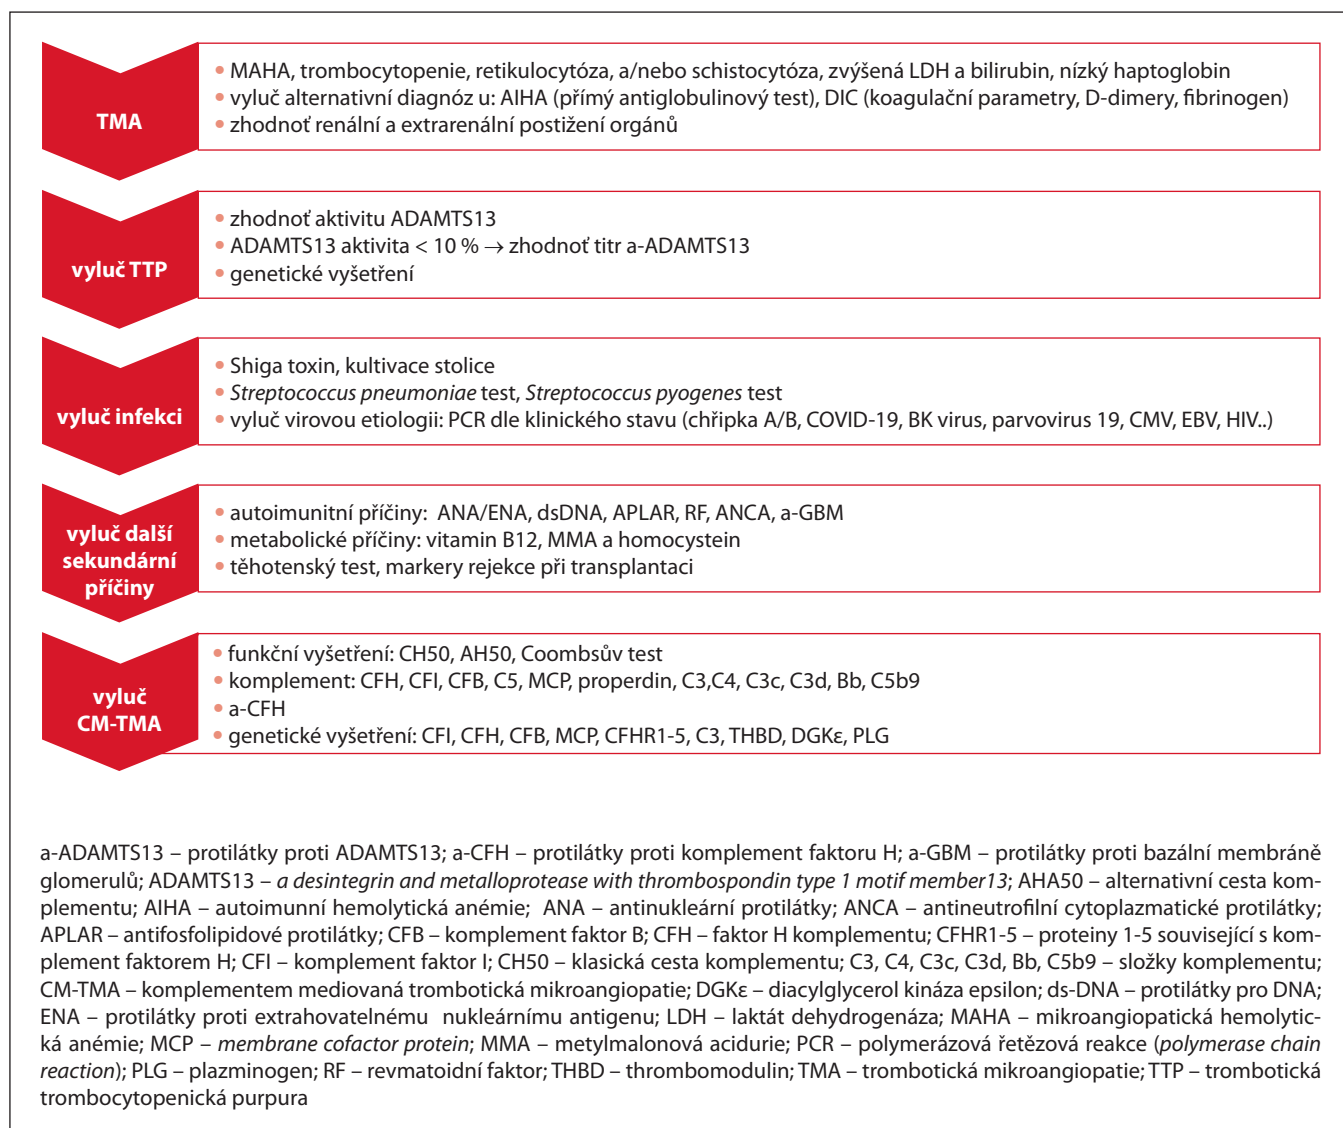 TMA
• MAHA, trombocytopenie, retikulocytóza, a/nebo schistocytóza, zvýšená LDH a bilirubin, nízký haptoglobin
• vyluč alternativní diagnóz u: AIHA (přímý antiglobulinový test), DIC (koagulační parametry, D-dimery, fibrinogen)
• zhodnoť renální a extrarenální postižení orgánů
vyluč TTP
• zhodnoť aktivitu ADAMTS13
• ADAMTS13 aktivita < 10 % → zhodnoť titr a-ADAMTS13
• genetické vyšetření
vyluč infekci
• Shiga toxin, kultivace stolice
• Streptococcus pneumoniae test, Streptococcus pyogenes test
• vyluč virovou etiologii: PCR dle klinického stavu (chřipka A/B, COVID-19, BK virus, parvovirus 19, CMV, EBV, HIV..)
vyluč další
sekundární
příčiny
• autoimunitní příčiny: ANA/ENA, dsDNA, APLAR, RF, ANCA, a-GBM
• metabolické příčiny: vitamin B12, MMA a homocystein
• těhotenský test, markery rejekce při transplantaci
vyluč
CM-TMA
• funkční vyšetření: CH50, AH50, Coombsův test
• komplement: CFH, CFI, CFB, C5, MCP, properdin, C3,C4, C3c, C3d, Bb, C5b9
• a-CFH
• genetické vyšetření: CFI, CFH, CFB, MCP, CFHR1-5, C3, THBD, DGKε, PLG
a-ADAMTS13 – protilátky proti ADAMTS13; a-CFH – protilátky proti komplement faktoru H; a-GBM – protilátky proti bazální membráně
glomerulů; ADAMTS13 – a desintegrin and metalloprotease with thrombospondin type 1 motif member13; AHA50 – alternativní cesta kom-
plementu; AIHA – autoimunní hemolytická anémie; ANA – antinukleární protilátky; ANCA – antineutrofilní cytoplazmatické protilátky;
APLAR – antifosfolipidové protilátky; CFB – komplement faktor B; CFH – faktor H komplementu; CFHR1-5 – proteiny 1-5 související s kom-
plement faktorem H; CFI – komplement faktor I; CH50 – klasická cesta komplementu; C3, C4, C3c, C3d, Bb, C5b9 – složky komplementu;
CM-TMA – komplementem mediovaná trombotická mikroangiopatie; DGKε – diacylglycerol kináza epsilon; ds-DNA – protilátky pro DNA;
ENA – protilátky proti extrahovatelnému nukleárnímu antigenu; LDH – laktát dehydrogenáza; MAHA – mikroangiopatická hemolytic-
ká anémie; MCP – membrane cofactor protein; MMA – metylmalonová acidurie; PCR – polymerázová řetězová reakce (polymerase chain
reaction); PLG – plazminogen; RF – revmatoidní faktor; THBD – thrombomodulin; TMA – trombotická mikroangiopatie; TTP – trombotická
trombocytopenická purpura